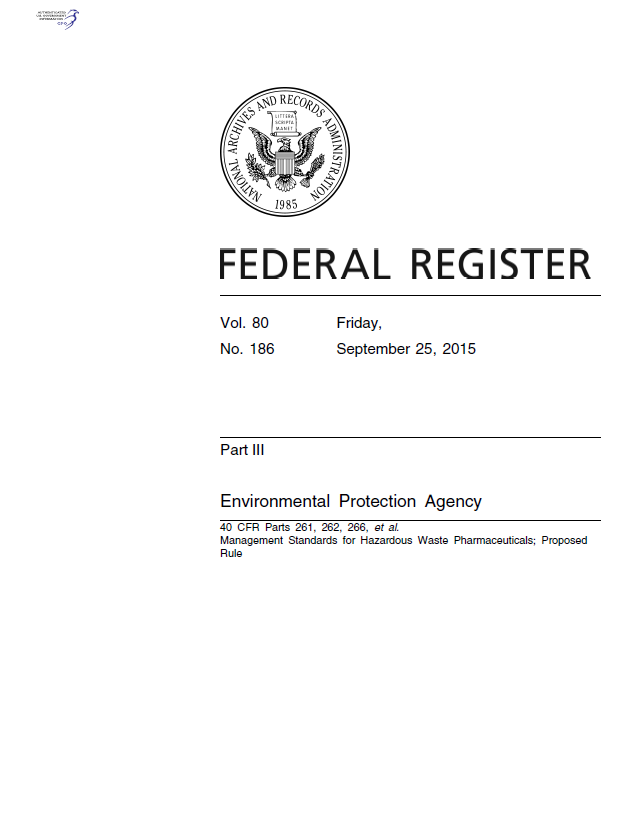 AUTHENTICATED
U.S. GOVERNMENT
INFORMATION
GPO
NATIONAL ARCHIVES AND RECORDS ADMINISTRATION
LITTERA
SCRIPTA
MANET
1985
FEDERAL REGISTER
Vol. 80 Friday,
No. 186 September 25, 2015
Part III
Environmental Protection Agency
40 CFR Parts 261, 262, 266, et al.
Management Standards for Hazardous Waste Pharmaceuticals; Proposed
Rule